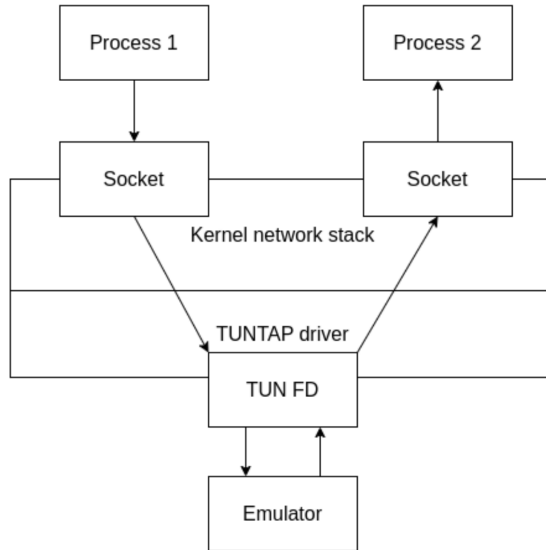 Process 1
Process 2
Socket
Socket
Kernel network stack
TUNTAP driver
TUN FD
Emulator